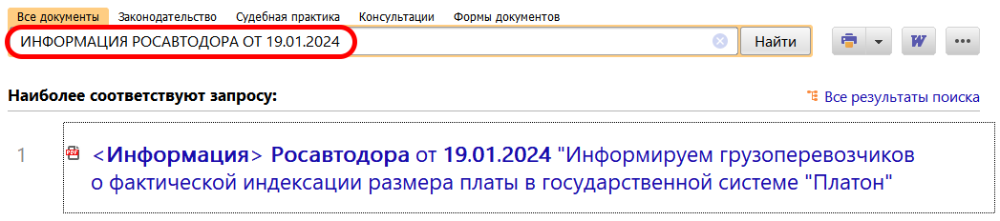 Все документы Законодательство Судебная практика Консультации Формы документов
ИНФОРМАЦИЯ РОСАВТОДОРА ОТ 19.01.2024 Найти W
Наиболее соответствуют запросу: Все результаты поиска
1 <Информация> Росавтодора от 19.01.2024 "Информируем грузоперевозчиков
о фактической индексации размера платы в государственной системе "Платон"